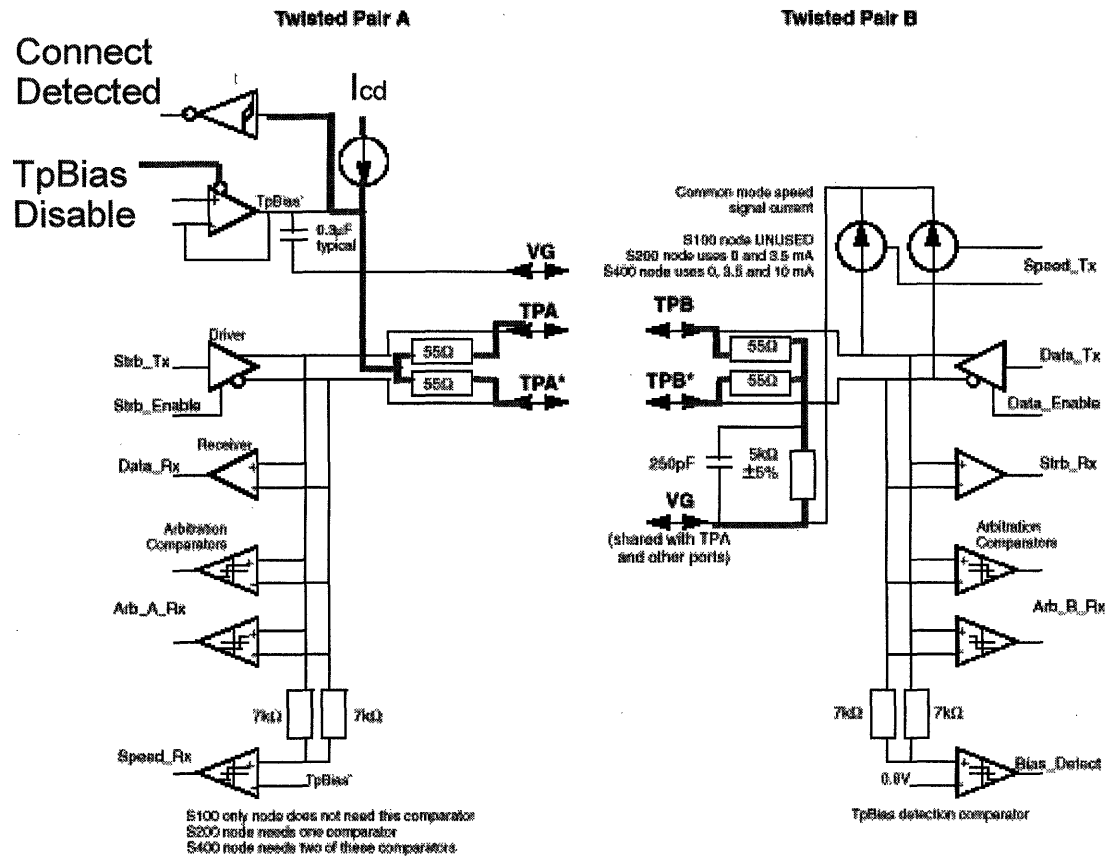 Twisted Pair A
Twisted Pair B
Connect
Detected
Icd
TpBias
Disable
TpBias'
0.3µF
typical
VG
Common mode speed
signal current
S100 node UNUSED
S200 node uses 0 and 3.5 mA
S400 node uses 0, 3.5 and 10 mA
Speed_Tx
TPA
TPB
Driver
55Ω
55Ω
Strb_Tx
Data_Tx
TPA*
TPB*
55Ω
55Ω
Strb_Enable
Data_Enable
Receiver
Data_Rx
250pF
5kΩ
±5%
Strb_Rx
VG
(shared with TPA
and other ports)
Arbitration
Comparators
Arbitration
Comparators
Arb_A_Rx
Arb_B_Rx
7kΩ
7kΩ
7kΩ
7kΩ
Speed_Rx
TpBias'
0.8V
Bias_Detect
S100 only node does not need this comparator
S200 node needs one comparator
S400 node needs two of these comparators
TpBias detection comparator